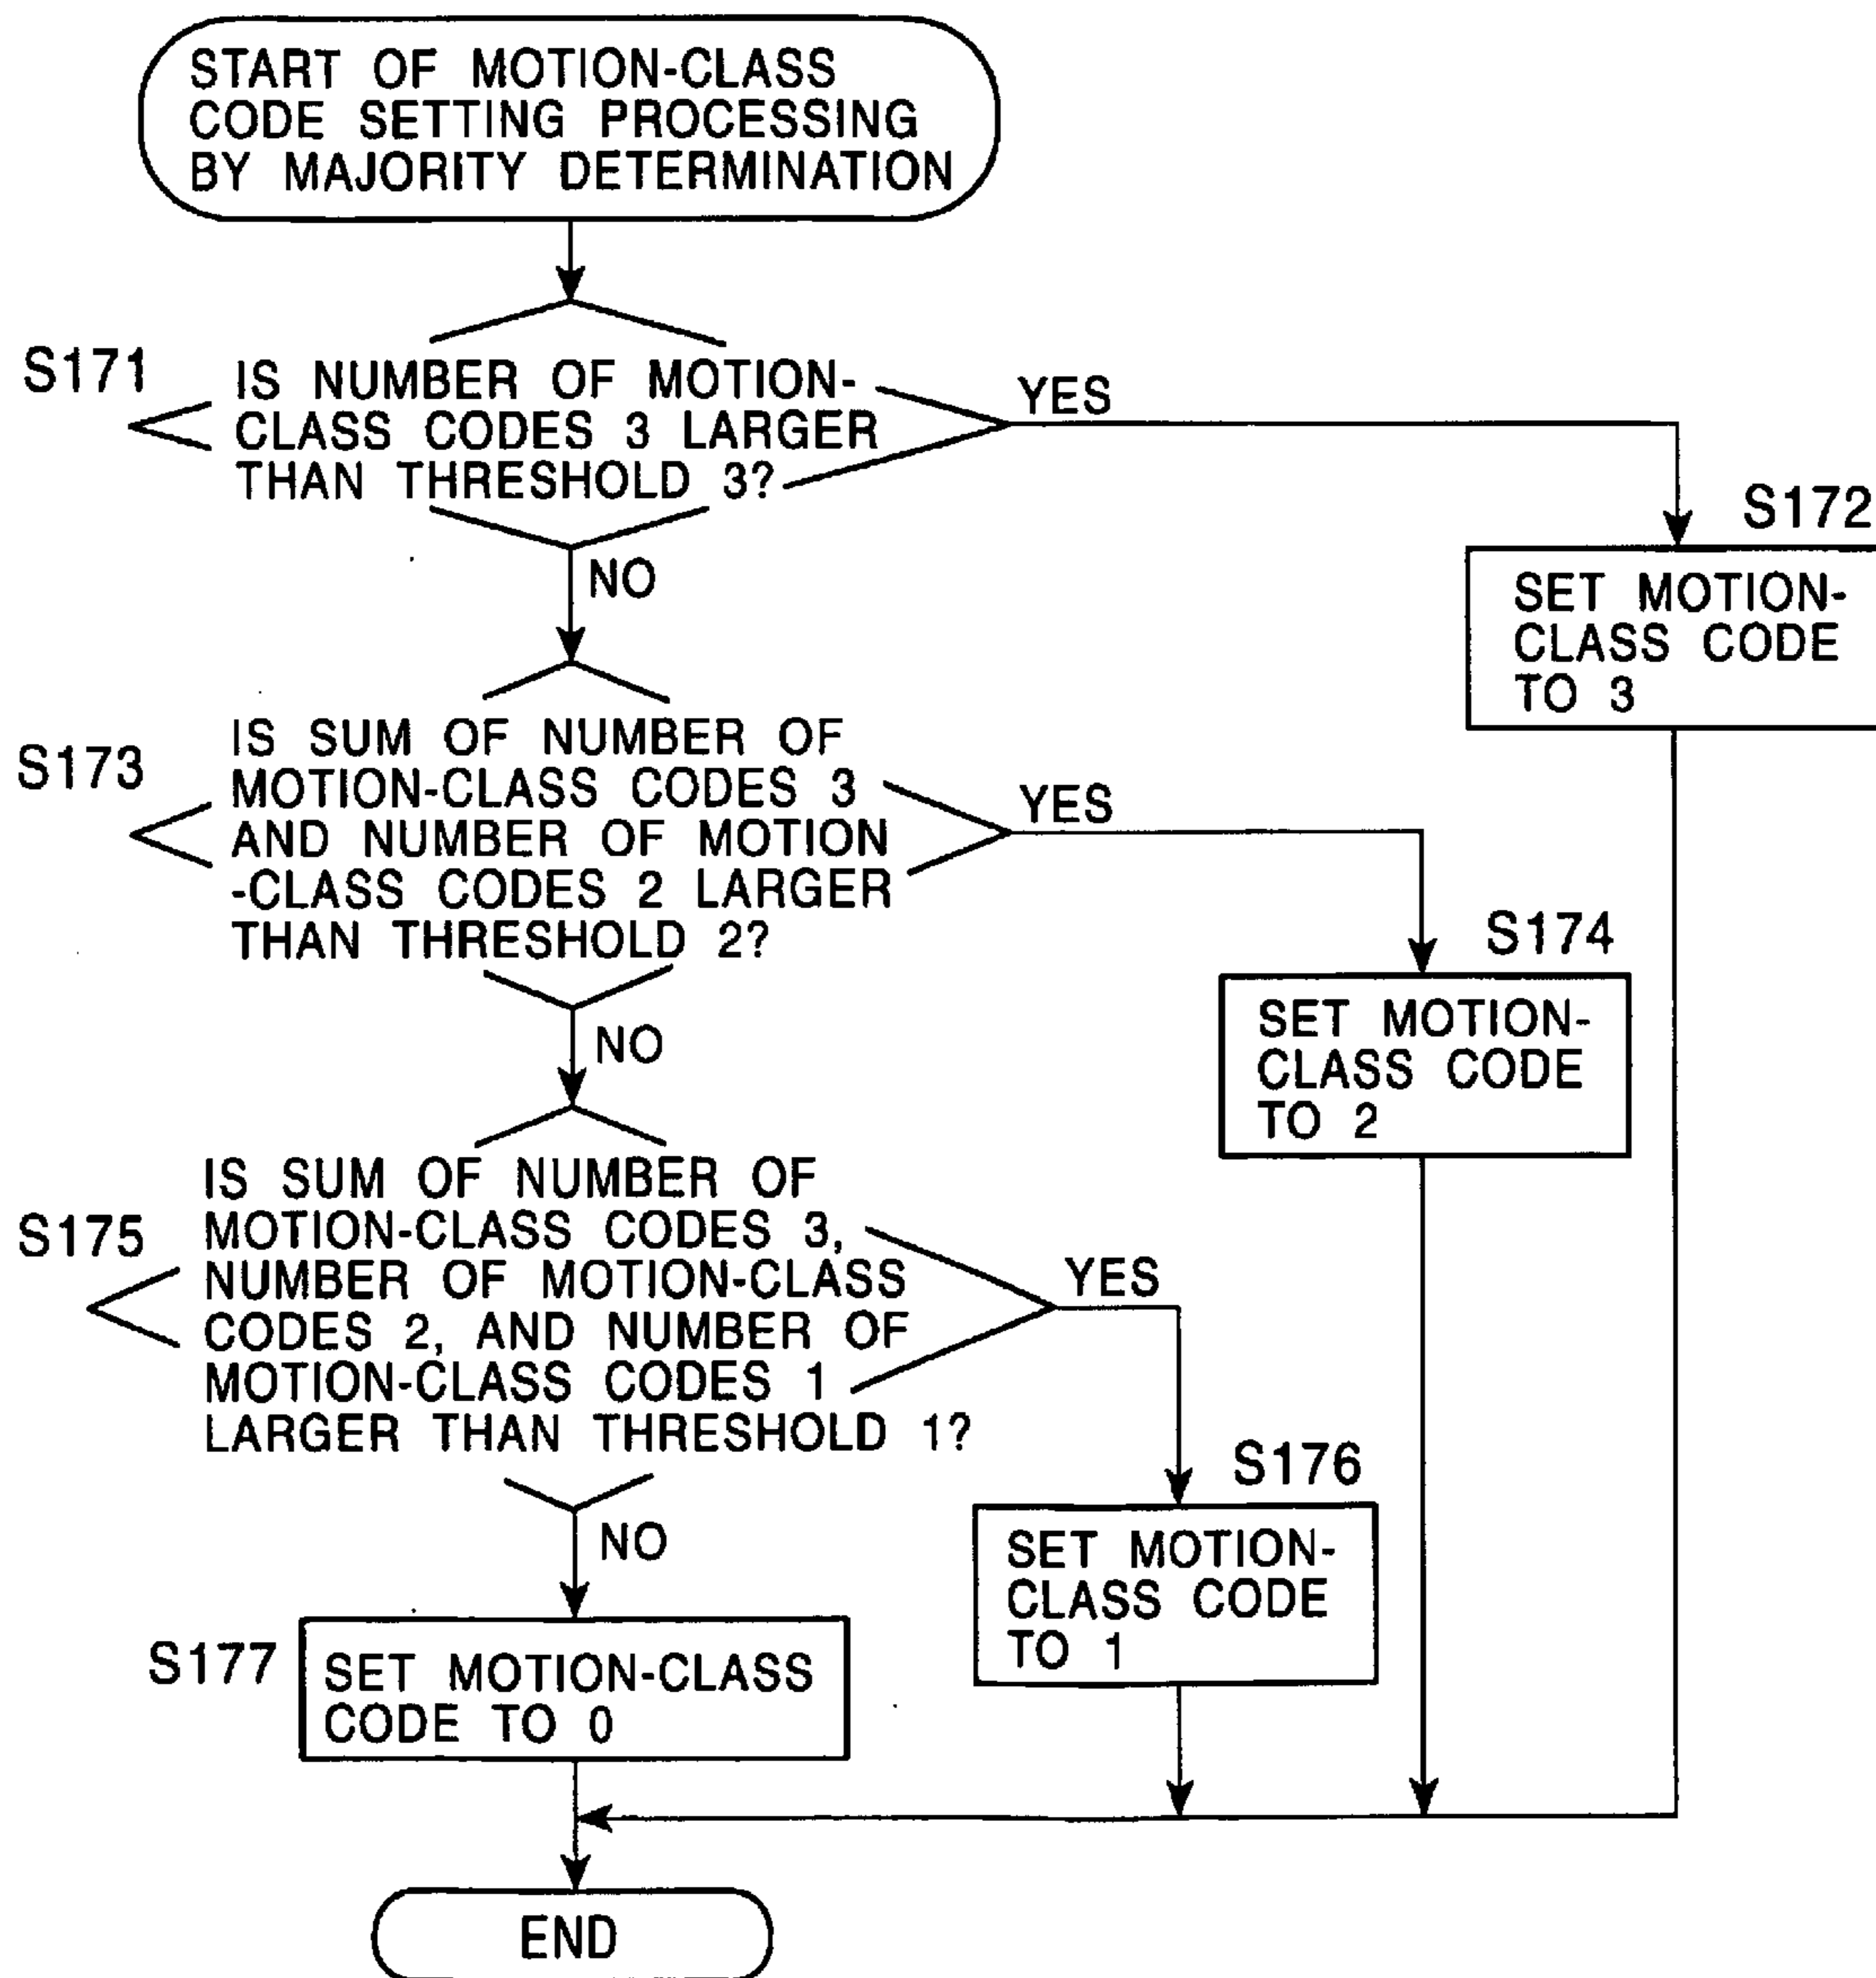 START OF MOTION-CLASS
CODE SETTING PROCESSING
BY MAJORITY DETERMINATION
S171
IS NUMBER OF MOTION-
CLASS CODES 3 LARGER
THAN THRESHOLD 3?
YES
NO
S172
SET MOTION-
CLASS CODE
TO 3
S173
IS SUM OF NUMBER OF
MOTION-CLASS CODES 3
AND NUMBER OF MOTION
-CLASS CODES 2 LARGER
THAN THRESHOLD 2?
YES
NO
S174
SET MOTION-
CLASS CODE
TO 2
S175
IS SUM OF NUMBER OF
MOTION-CLASS CODES 3,
NUMBER OF MOTION-CLASS
CODES 2, AND NUMBER OF
MOTION-CLASS CODES 1
LARGER THAN THRESHOLD 1?
YES
NO
S176
SET MOTION-
CLASS CODE
TO 1
S177
SET MOTION-CLASS
CODE TO 0
END